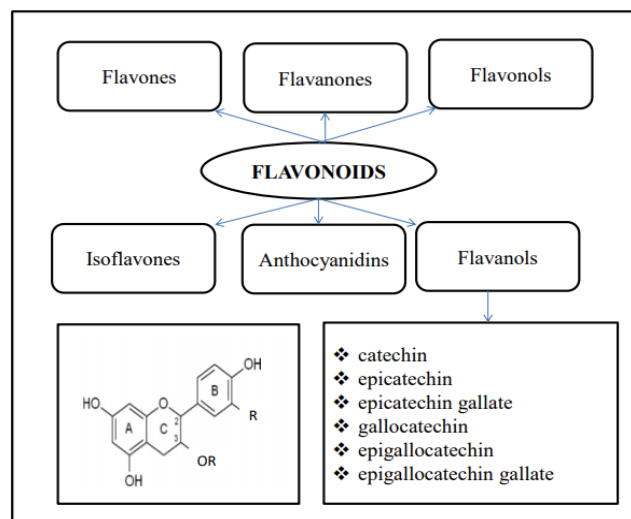 Flavones
Flavanones
Flavonols
FLAVONOIDS
Isoflavones
Anthocyanidins
Flavanols
OH
B
HO
O
2
R
A
C
3
OR
OH
❖ catechin
❖ epicatechin
❖ epicatechin gallate
❖ gallocatechin
❖ epigallocatechin
❖ epigallocatechin gallate